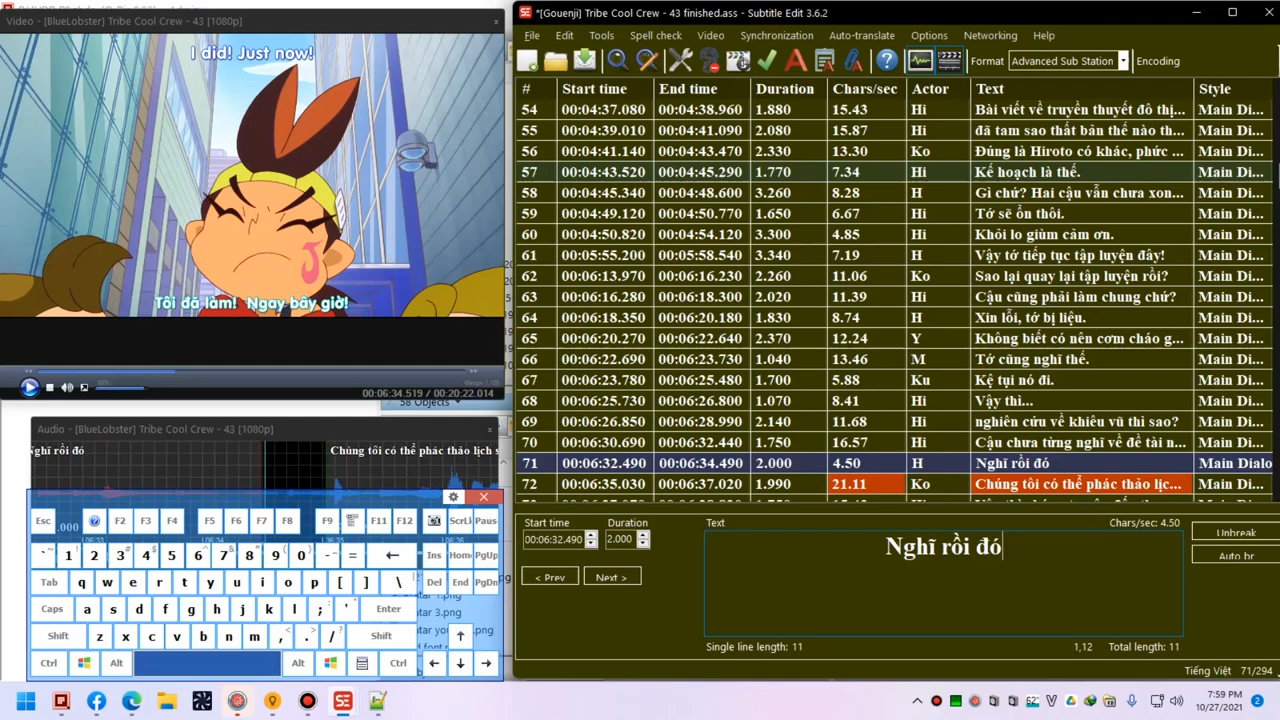 Video - [BlueLobster] Tribe Cool Crew - 43 [1080p]
x
I did! Just now!
Tôi đã làm! Ngay bây giờ!
00:06:34.519 / 00:20:22.014
58 Objects
*[Gouenji] Tribe Cool Crew - 43 finished.ass - Subtitle Edit 3.6.2
File Edit Tools Spell check Video Synchronization Auto-translate Options Networking Help
Format Advanced Sub Station Encoding
# Start time End time Duration Chars/sec Actor Text Style
54 00:04:37.080 00:04:38.960 1.880 15.43 Hi Bài viết về truyền thuyết đô thị... Main Di...
55 00:04:39.010 00:04:41.090 2.080 15.87 Hi đã tam sao thất bản thế nào th... Main Di...
56 00:04:41.140 00:04:43.470 2.330 13.30 Ko Đúng là Hiroto có khác, phức ... Main Di...
57 00:04:43.520 00:04:45.290 1.770 7.34 Hi Kế hoạch là thế. Main Di...
58 00:04:45.340 00:04:48.600 3.260 8.28 H Gì chứ? Hai cậu vẫn chưa xon... Main Di...
59 00:04:49.120 00:04:50.770 1.650 6.67 Hi Tớ sẽ ổn thôi. Main Di...
60 00:04:50.820 00:04:54.120 3.300 4.85 Hi Khỏi lo giùm cảm ơn. Main Di...
61 00:05:55.200 00:05:58.540 3.340 7.19 H Vậy tớ tiếp tục tập luyện đây! Main Di...
62 00:06:13.970 00:06:16.230 2.260 11.06 Ko Sao lại quay lại tập luyện rồi? Main Di...
63 00:06:16.280 00:06:18.300 2.020 11.39 Hi Cậu cũng phải làm chung chứ? Main Di...
64 00:06:18.350 00:06:20.180 1.830 8.74 H Xin lỗi, tớ bị liệu. Main Di...
65 00:06:20.270 00:06:22.640 2.370 12.24 Y Không biết có nên cơm cháo g... Main Di...
66 00:06:22.690 00:06:23.730 1.040 13.46 M Tớ cũng nghĩ thế. Main Di...
67 00:06:23.780 00:06:25.480 1.700 5.88 Ku Kệ tụi nó đi. Main Di...
68 00:06:25.730 00:06:26.800 1.070 8.41 Hi Vậy thì... Main Di...
69 00:06:26.850 00:06:28.990 2.140 11.68 Hi nghiên cứu về khiêu vũ thì sao? Main Di...
70 00:06:30.690 00:06:32.440 1.750 16.57 Hi Cậu chưa từng nghĩ về đề tài n... Main Di...
71 00:06:32.490 00:06:34.490 2.000 4.50 H Nghĩ rồi đó Main Dialo
72 00:06:35.030 00:06:37.020 1.990 21.11 Ko Chúng tôi có thể phác thảo lịc... Main Di...
Audio - [BlueLobster] Tribe Cool Crew - 43 [1080p]
Nghĩ rồi đó Chúng tôi có thể phác thảo lịch s
Esc F2 F3 F4 F5 F6 F7 F8 F9 F11 F12 ScrLk Paus
` ~ 1 ! 2 @ 3 # 4 $ 5 % 6 ^ 7 & 8 * 9 ( 0 ) - _ = + ← Ins Home PgUp
Tab q w e r t y u i o p [ ] \ Del End PgDn
Caps a s d f g h j k l ; : ' " Enter
Shift z x c v b n m , < . > / ? Shift ↑
Ctrl Alt Alt Ctrl ← ↓ →
avatar 3.png
Start time Duration Text Chars/sec: 4.50
00:06:32.490 2.000
Nghĩ rồi đó
< Prev Next >
Unbreak
Auto br
Single line length: 11 1,12 Total length: 11
Tiếng Việt 71/294
7:59 PM
10/27/2021
2